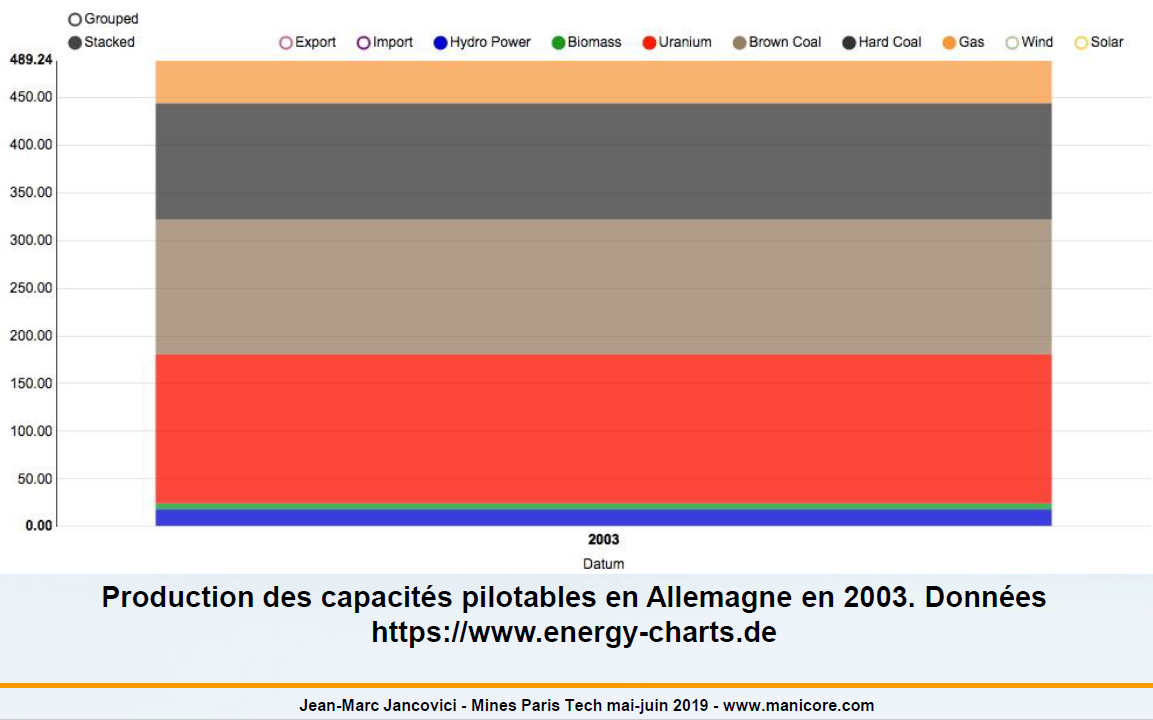 Grouped
Stacked
Export Import Hydro Power Biomass Uranium Brown Coal Hard Coal Gas Wind Solar
489.24
450.00
400.00
350.00
300.00
250.00
200.00
150.00
100.00
50.00
0.00
2003
Datum
Production des capacités pilotables en Allemagne en 2003. Données
https://www.energy-charts.de
Jean-Marc Jancovici - Mines Paris Tech mai-juin 2019 - www.manicore.com